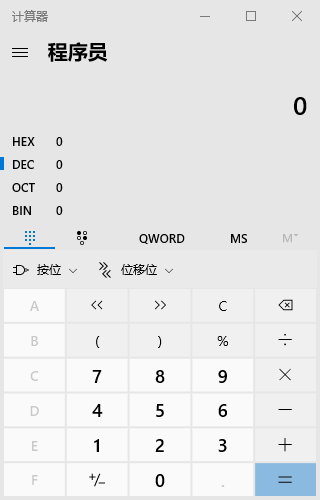 计算器
程序员
0
HEX 0
DEC 0
OCT 0
BIN 0
QWORD MS M˅
按位 位移位
A << >> C
B ( ) % ÷
C 7 8 9 ×
D 4 5 6 −
E 1 2 3 +
F +/− 0 . =